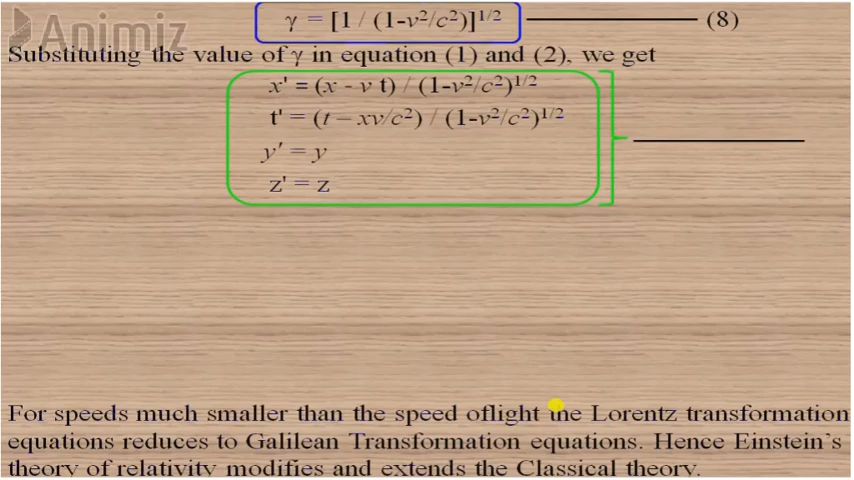 Animiz
γ = [1 / (1-v²/c²)]¹/² (8)
Substituting the value of γ in equation (1) and (2), we get
x' = (x - v t) / (1-v²/c²)¹/²
t' = (t – xv/c²) / (1-v²/c²)¹/²
y' = y
z' = z
For speeds much smaller than the speed oflight the Lorentz transformation
equations reduces to Galilean Transformation equations. Hence Einstein's
theory of relativity modifies and extends the Classical theory.